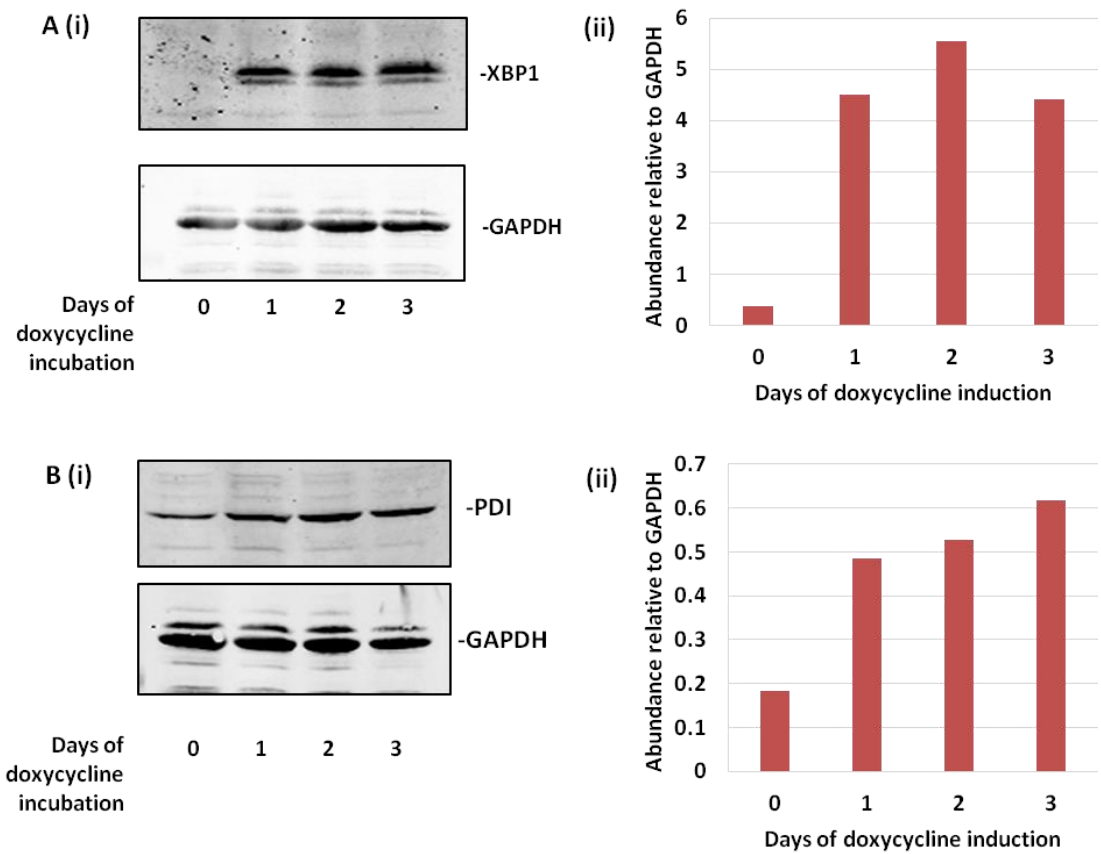 A (i)
-XBP1
-GAPDH
Days of
doxycycline
incubation
0 1 2 3
(ii)
Abundance relative to GAPDH
6
5
4
3
2
1
0
0 1 2 3
Days of doxycycline induction
B (i)
-PDI
-GAPDH
Days of
doxycycline
incubation
0 1 2 3
(ii)
Abundance relative to GAPDH
0.7
0.6
0.5
0.4
0.3
0.2
0.1
0
0 1 2 3
Days of doxycycline induction